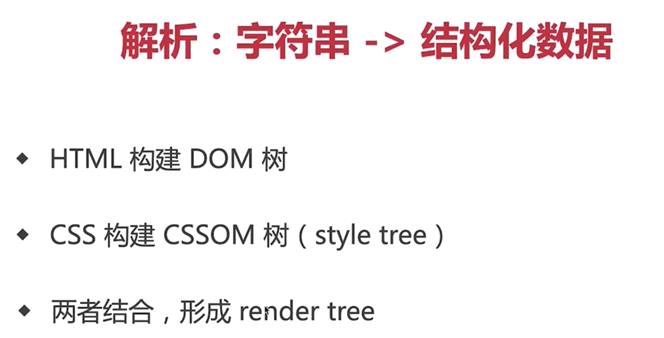 解析：字符串 -> 结构化数据
HTML 构建 DOM 树
CSS 构建 CSSOM 树（style tree）
两者结合，形成 render tree